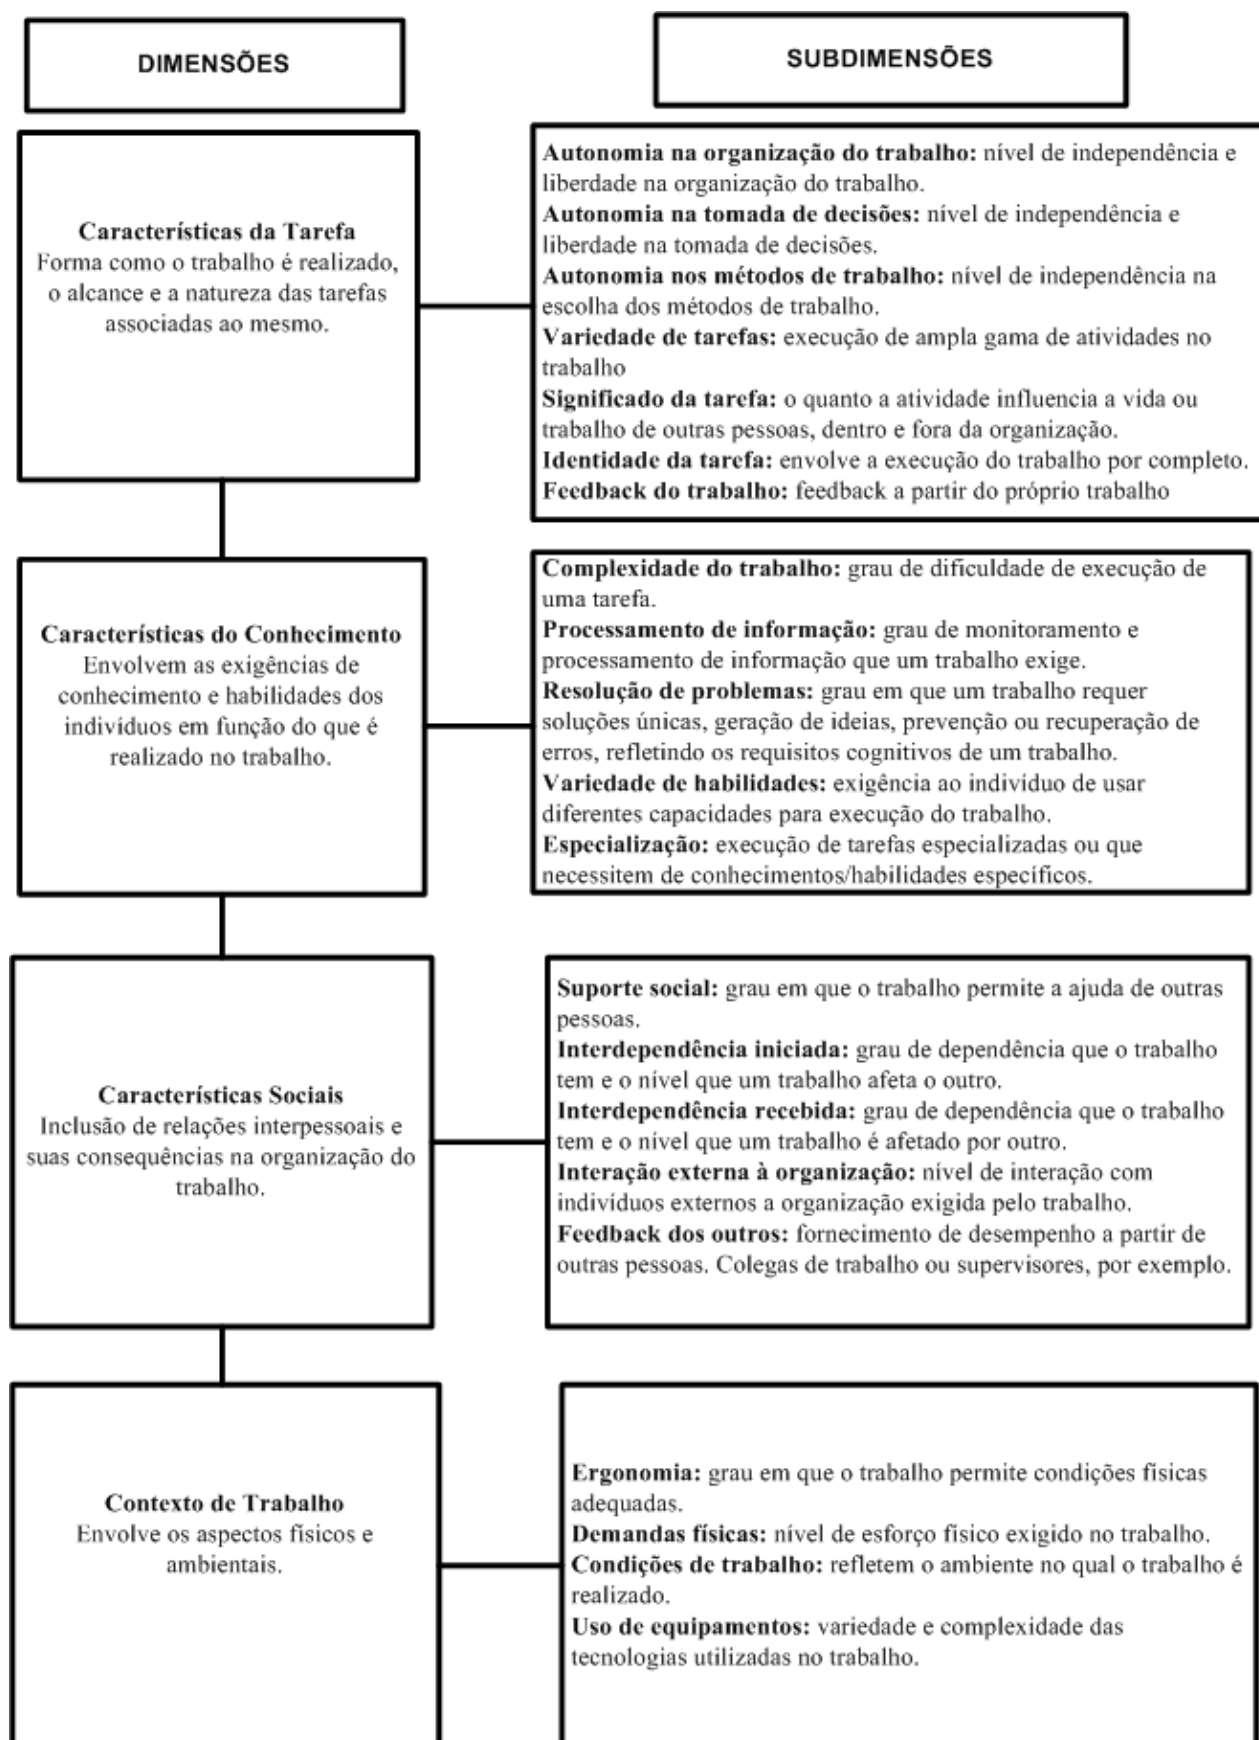 DIMENSÕES
SUBDIMENSÕES
Características da Tarefa
Forma como o trabalho é realizado,
o alcance e a natureza das tarefas
associadas ao mesmo.
Autonomia na organização do trabalho: nível de independência e
liberdade na organização do trabalho.
Autonomia na tomada de decisões: nível de independência e
liberdade na tomada de decisões.
Autonomia nos métodos de trabalho: nível de independência na
escolha dos métodos de trabalho.
Variedade de tarefas: execução de ampla gama de atividades no
trabalho
Significado da tarefa: o quanto a atividade influencia a vida ou
trabalho de outras pessoas, dentro e fora da organização.
Identidade da tarefa: envolve a execução do trabalho por completo.
Feedback do trabalho: feedback a partir do próprio trabalho
Características do Conhecimento
Envolvem as exigências de
conhecimento e habilidades dos
indivíduos em função do que é
realizado no trabalho.
Complexidade do trabalho: grau de dificuldade de execução de
uma tarefa.
Processamento de informação: grau de monitoramento e
processamento de informação que um trabalho exige.
Resolução de problemas: grau em que um trabalho requer
soluções únicas, geração de ideias, prevenção ou recuperação de
erros, refletindo os requisitos cognitivos de um trabalho.
Variedade de habilidades: exigência ao indivíduo de usar
diferentes capacidades para execução do trabalho.
Especialização: execução de tarefas especializadas ou que
necessitem de conhecimentos/habilidades específicos.
Características Sociais
Inclusão de relações interpessoais e
suas consequências na organização do
trabalho.
Suporte social: grau em que o trabalho permite a ajuda de outras
pessoas.
Interdependência iniciada: grau de dependência que o trabalho
tem e o nível que um trabalho afeta o outro.
Interdependência recebida: grau de dependência que o trabalho
tem e o nível que um trabalho é afetado por outro.
Interação externa à organização: nível de interação com
indivíduos externos a organização exigida pelo trabalho.
Feedback dos outros: fornecimento de desempenho a partir de
outras pessoas. Colegas de trabalho ou supervisores, por exemplo.
Contexto de Trabalho
Envolve os aspectos físicos e
ambientais.
Ergonomia: grau em que o trabalho permite condições físicas
adequadas.
Demandas físicas: nível de esforço físico exigido no trabalho.
Condições de trabalho: refletem o ambiente no qual o trabalho é
realizado.
Uso de equipamentos: variedade e complexidade das
tecnologias utilizadas no trabalho.